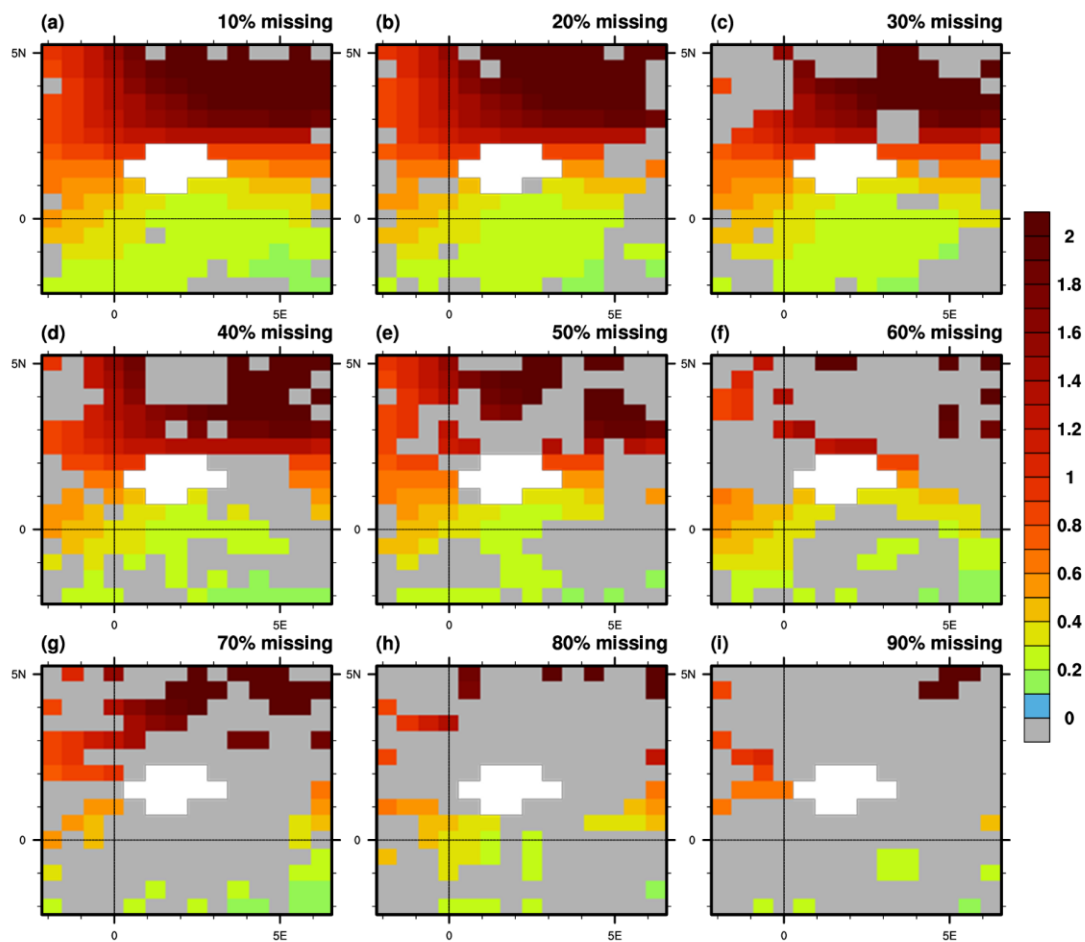 (a) 10% missing (b) 20% missing (c) 30% missing
5N 5N 5N
0 0 0
0 5E 0 5E 0 5E
(d) 40% missing (e) 50% missing (f) 60% missing
5N 5N 5N
0 0 0
0 5E 0 5E 0 5E
(g) 70% missing (h) 80% missing (i) 90% missing
5N 5N 5N
0 0 0
0 5E 0 5E 0 5E
2
1.8
1.6
1.4
1.2
1
0.8
0.6
0.4
0.2
0